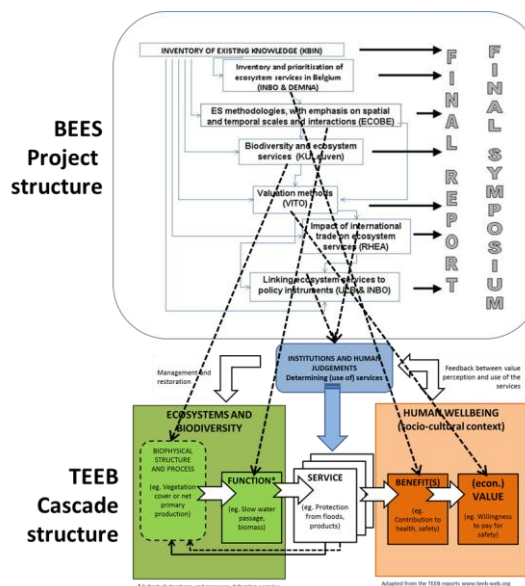 BEES
Project
structure
INVENTORY OF EXISTING KNOWLEDGE (KBIN)
Inventory and prioritisation of
ecosystem services in Belgium
(INBO & DEMNA)
ES methodologies, with emphasis on spatial
and temporal scales and interactions (ECOBE)
Biodiversity and ecosystem
services (KULeuven)
Valuation methods
(VITO)
Impact of international
trade on ecosystem
services (RHEA)
Linking ecosystem services to
policy instruments (ULB & INBO)
FINAL REPORT
FINAL SYMPOSIUM
Management and
restoration
INSTITUTIONS AND HUMAN
JUDGEMENTS
Determining (use of) services
Feedback between value
perception and use of the
services
TEEB
Cascade
structure
ECOSYSTEMS AND
BIODIVERSITY
BIOPHYSICAL
STRUCTURE
AND PROCESS
(eg. Vegetation
cover or net
primary
production)
FUNCTION*
(eg. Slow water
passage,
biomass)
SERVICE
(eg. Protection
from floods,
products)
HUMAN WELLBEING
(socio-cultural context)
BENEFIT(S)
(eg. Contribution to
health, safety)
(econ.)
VALUE
(eg. Willingness
to pay for
safety)
Adapted from the TEEB reports www.teeb-web.org